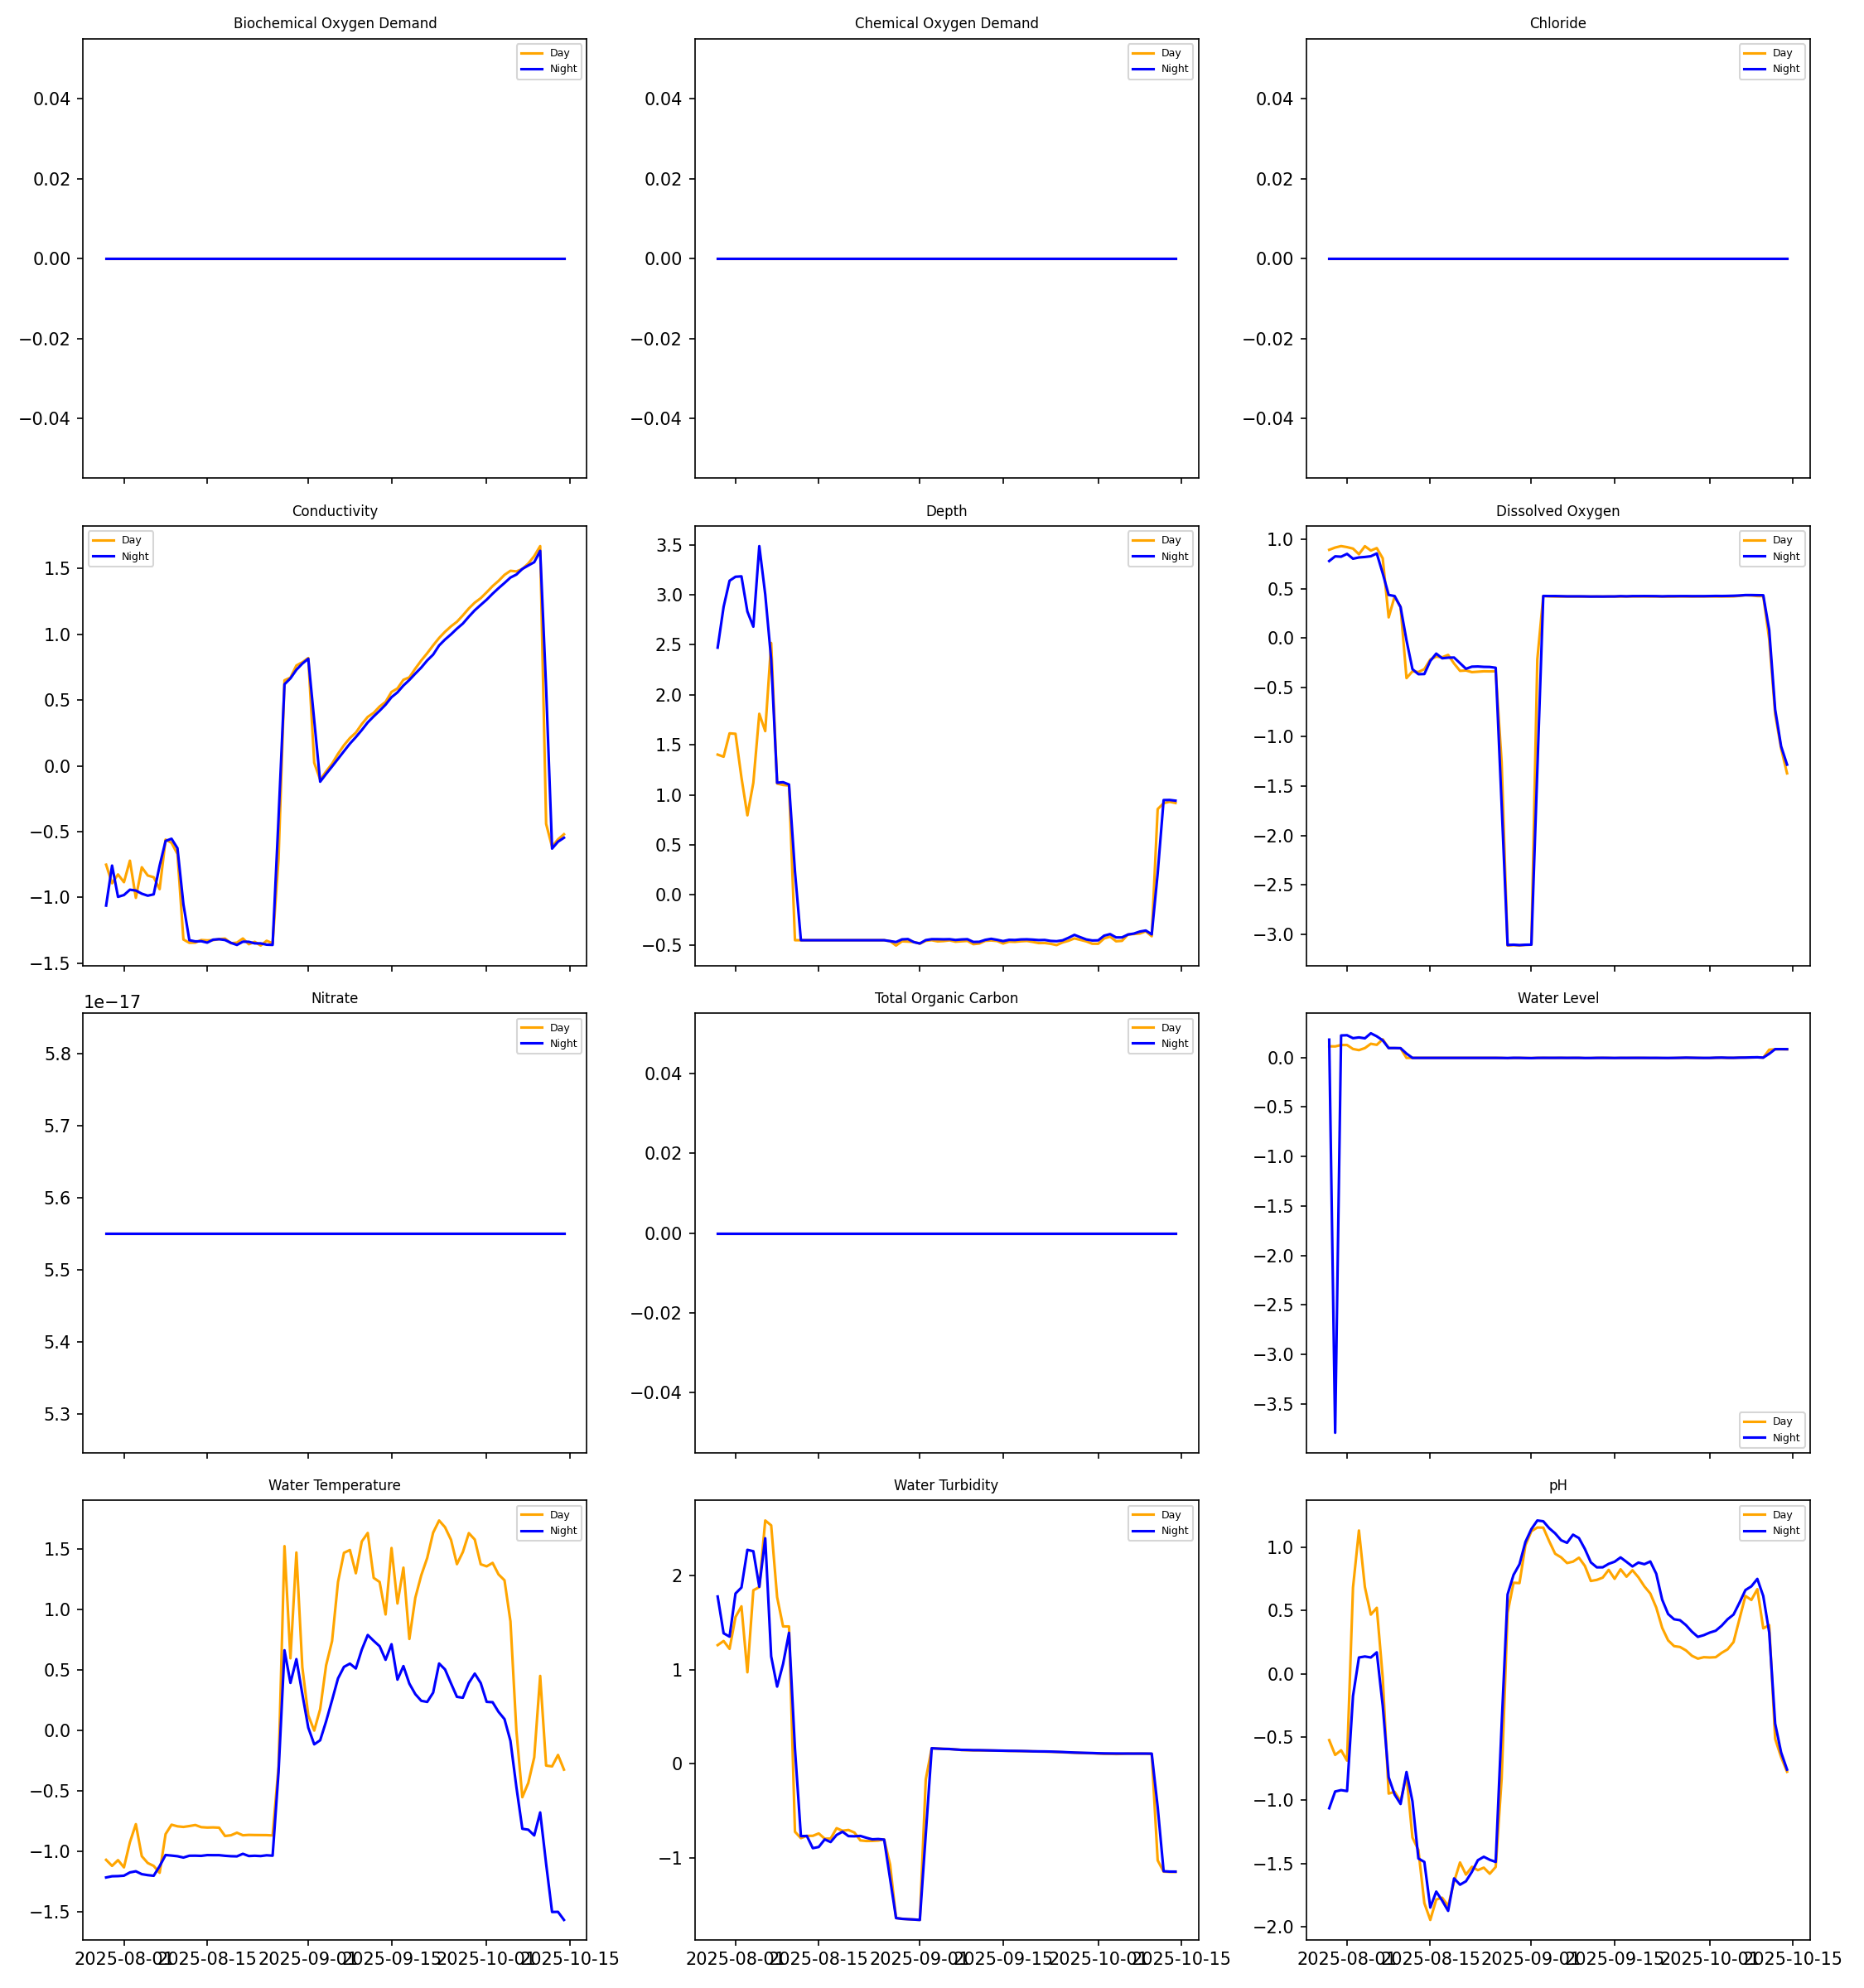 Biochemical Oxygen Demand
0.04
0.02
0.00
−0.02
−0.04
Day
Night
Chemical Oxygen Demand
0.04
0.02
0.00
−0.02
−0.04
Day
Night
Chloride
0.04
0.02
0.00
−0.02
−0.04
Day
Night
Conductivity
1.5
1.0
0.5
0.0
−0.5
−1.0
−1.5
Day
Night
Depth
3.5
3.0
2.5
2.0
1.5
1.0
0.5
0.0
−0.5
Day
Night
Dissolved Oxygen
1.0
0.5
0.0
−0.5
−1.0
−1.5
−2.0
−2.5
−3.0
Day
Night
Nitrate
1e−17
5.8
5.7
5.6
5.5
5.4
5.3
Day
Night
Total Organic Carbon
0.04
0.02
0.00
−0.02
−0.04
Day
Night
Water Level
0.0
−0.5
−1.0
−1.5
−2.0
−2.5
−3.0
−3.5
Day
Night
Water Temperature
1.5
1.0
0.5
0.0
−0.5
−1.0
−1.5
Day
Night
2025-08-01
2025-08-15
2025-09-01
2025-09-15
2025-10-01
2025-10-15
Water Turbidity
2
1
0
−1
Day
Night
2025-08-01
2025-08-15
2025-09-01
2025-09-15
2025-10-01
2025-10-15
pH
1.0
0.5
0.0
−0.5
−1.0
−1.5
−2.0
Day
Night
2025-08-01
2025-08-15
2025-09-01
2025-09-15
2025-10-01
2025-10-15